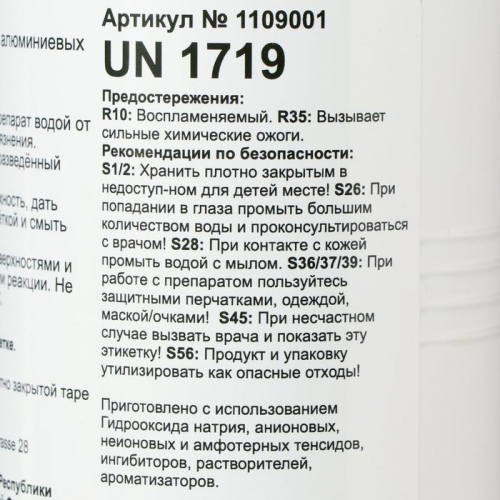 Артикул № 1109001
UN 1719
Предостережения:
R10: Воспламеняемый. R35: Вызывает
сильные химические ожоги.
Рекомендации по безопасности:
S1/2: Хранить плотно закрытым в
недоступ-ном для детей месте! S26: При
попадании в глаза промыть большим
количеством воды и проконсультироваться
с врачом! S28: При контакте с кожей
промыть водой с мылом. S36/37/39: При
работе с препаратом пользуйтесь
защитными перчатками, одеждой,
маской/очками! S45: При несчастном
случае вызвать врача и показать эту
этикетку! S56: Продукт и упаковку
утилизировать как опасные отходы!
Приготовлено с использованием
Гидрооксида натрия, анионовых,
неионовых и амфотерных тенсидов,
ингибиторов, растворителей,
ароматизаторов.
алюминиевых
водой от
жность, дать
и смыть
и
и реакции. Не
закрытой таре
28
Республики